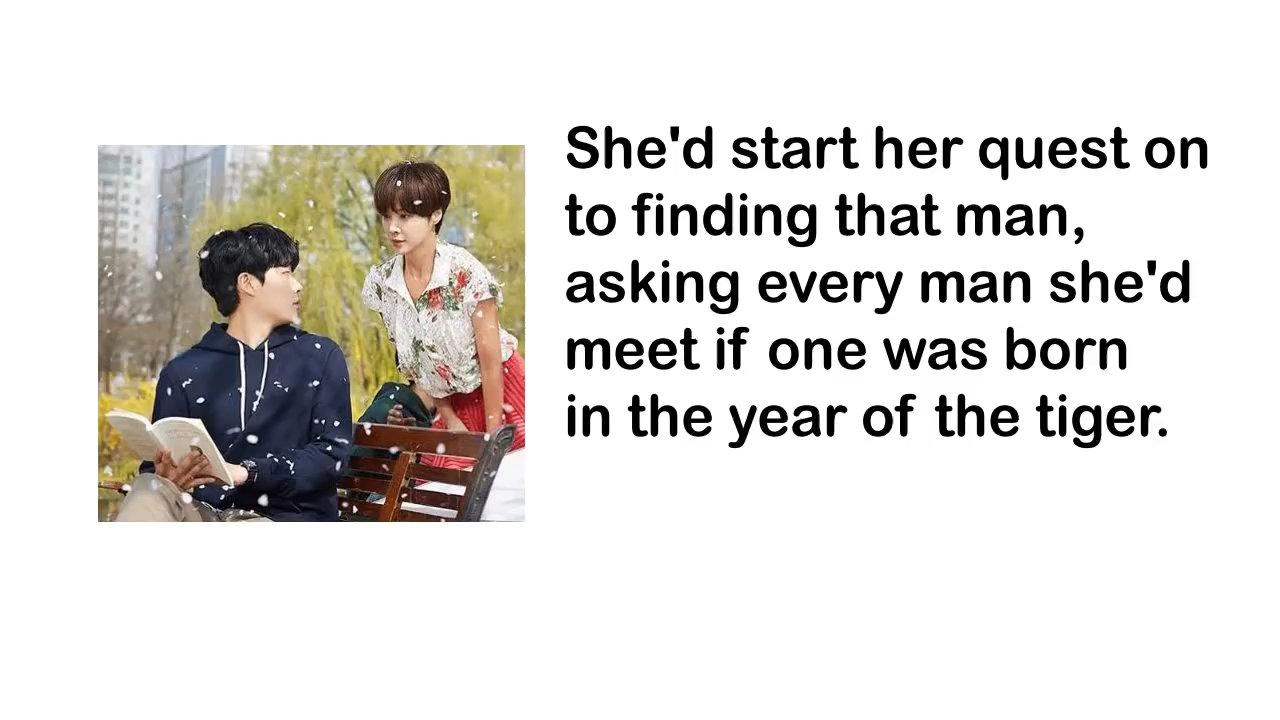 She'd start her quest on
to finding that man,
asking every man she'd
meet if one was born
in the year of the tiger.